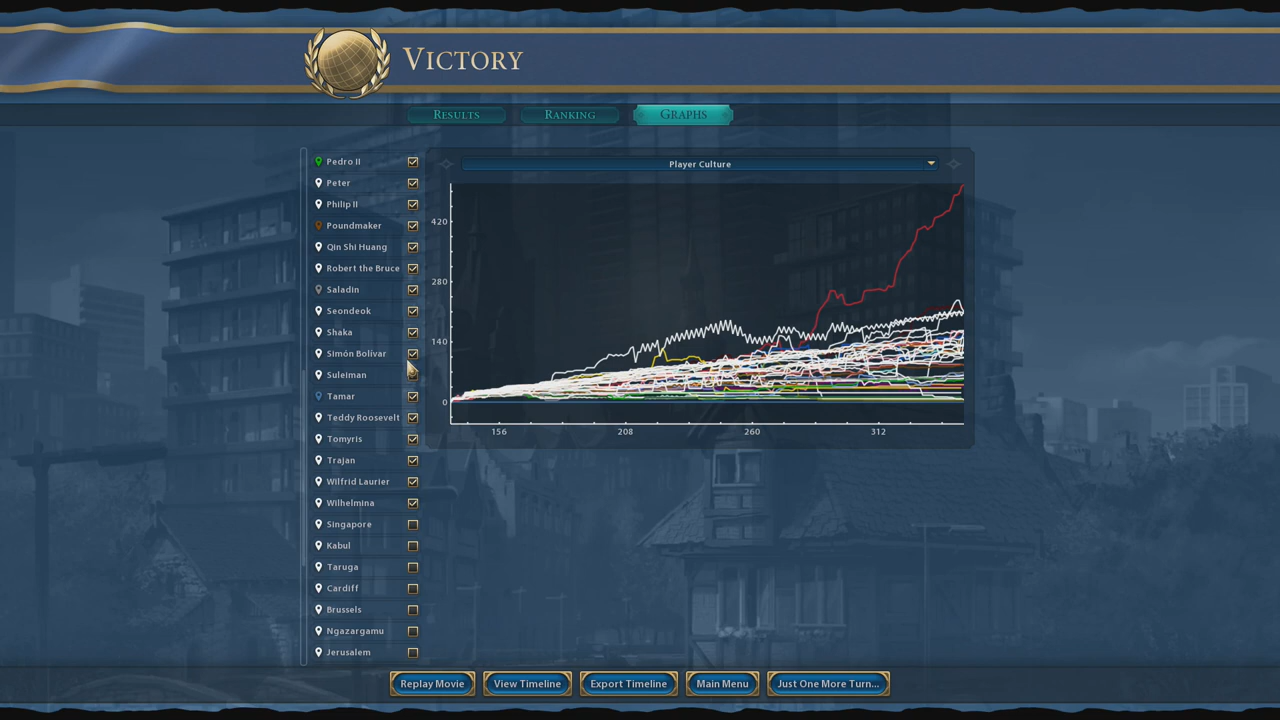 VICTORY
RESULTS
RANKING
GRAPHS
Pedro II
Peter
Philip II
Poundmaker
Qin Shi Huang
Robert the Bruce
Saladin
Seondeok
Shaka
Simón Bolívar
Suleiman
Tamar
Teddy Roosevelt
Tomyris
Trajan
Wilfrid Laurier
Wilhelmina
Singapore
Kabul
Taruga
Cardiff
Brussels
Ngazargamu
Jerusalem
Player Culture
420
280
140
0
156 208 260 312
Replay Movie
View Timeline
Export Timeline
Main Menu
Just One More Turn...